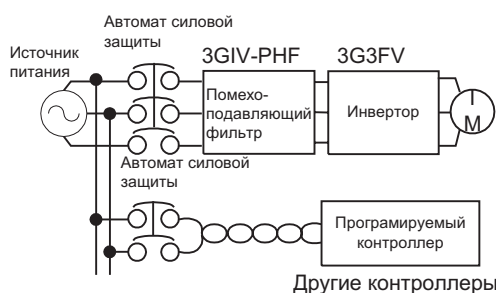 Автомат силовой
защиты
Источник
питания
3GIV-PHF
3G3FV
Помехо-
подавляющий
фильтр
Инвертор
I
M
Автомат силовой
защиты
Програмируемый
контроллер
Другие контроллеры